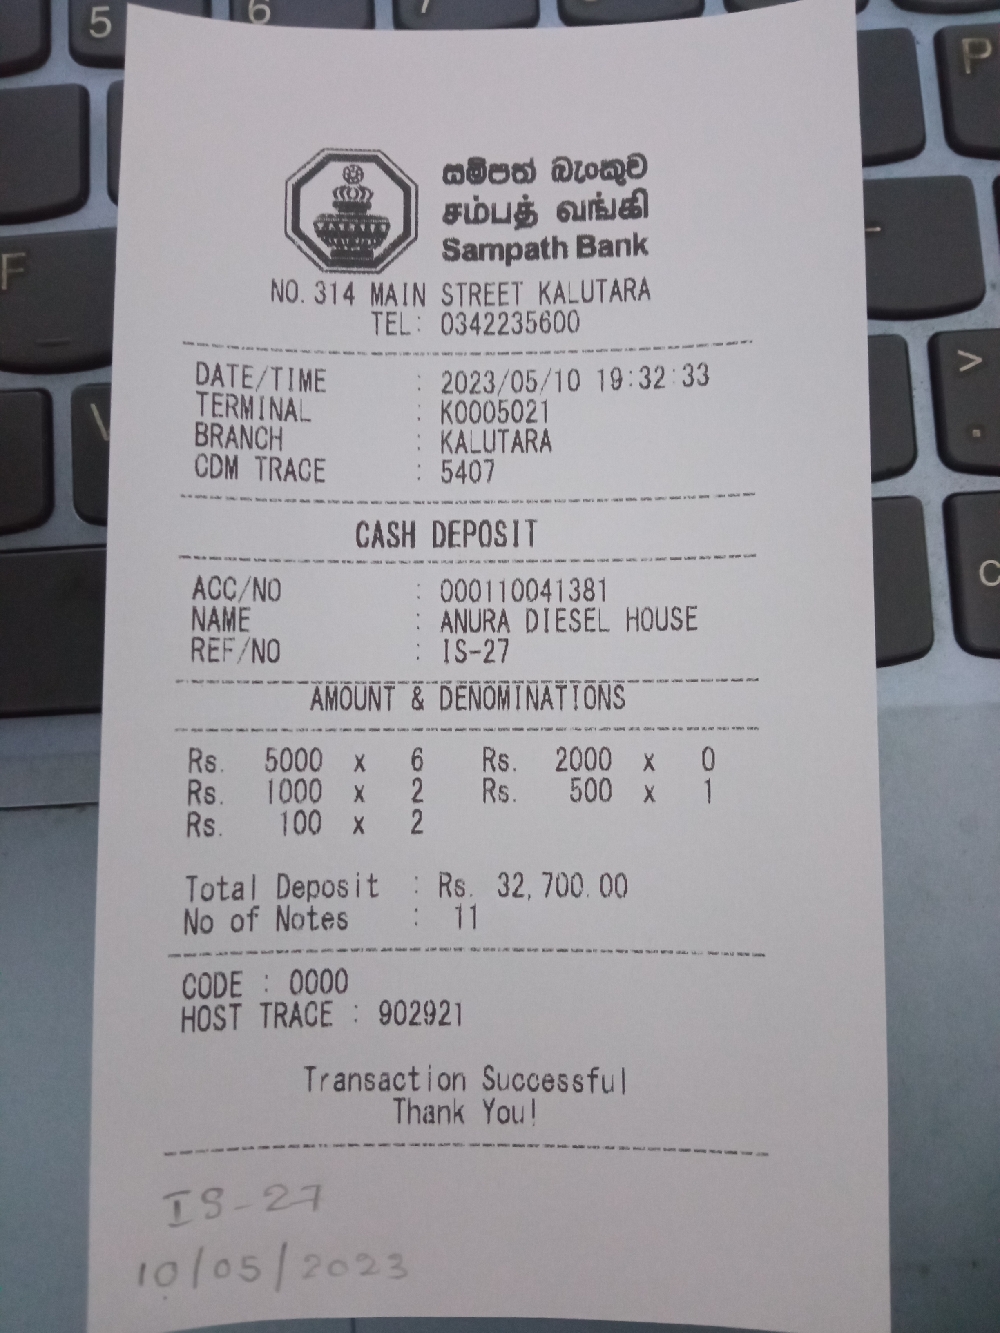 සම්පත් බැංකුව
சம்பத் வங்கி
Sampath Bank
NO. 314 MAIN STREET KALUTARA
TEL: 0342235600
DATE/TIME : 2023/05/10 19:32:33
TERMINAL : K0005021
BRANCH : KALUTARA
CDM TRACE : 5407
CASH DEPOSIT
ACC/NO : 000110041381
NAME : ANURA DIESEL HOUSE
REF/NO : IS-27
AMOUNT & DENOMINATIONS
Rs. 5000 x 6 Rs. 2000 x 0
Rs. 1000 x 2 Rs. 500 x 1
Rs. 100 x 2
Total Deposit : Rs. 32,700.00
No of Notes : 11
CODE : 0000
HOST TRACE : 902921
Transaction Successful
Thank You!
IS-27
10/05/2023